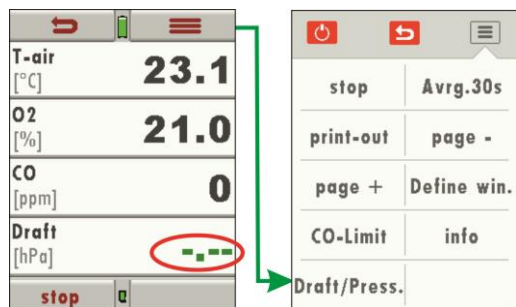 T-air
[°C]
23.1
O2
[%]
21.0
CO
[ppm]
0
Draft
[hPa]
-.--
stop
stop
Avrg.30s
print-out
page -
page +
Define win.
CO-Limit
info
Draft/Press.